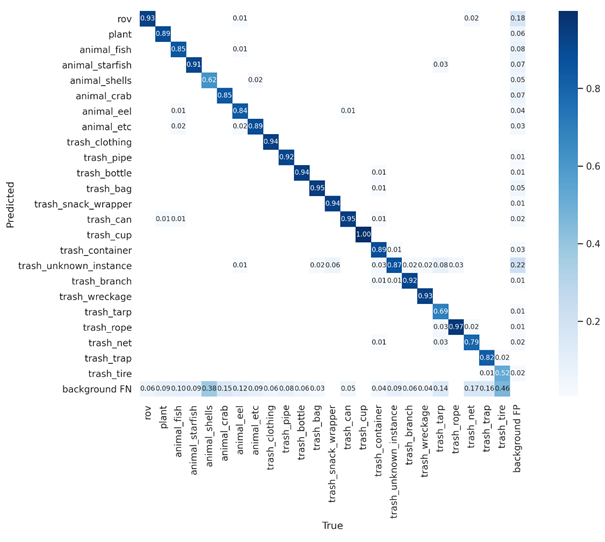 rov 0.93 0.01 0.02 0.18
plant 0.89 0.06
animal_fish 0.85 0.01 0.08
animal_starfish 0.91 0.03 0.02
animal_shells 0.62 0.02 0.05
animal_crab 0.85 0.07
animal_eel 0.01 0.84 0.01 0.04
animal_etc 0.02 0.02 0.89 0.03
trash_clothing 0.94
trash_pipe 0.92 0.01
trash_bottle 0.94 0.01 0.01
trash_bag 0.95 0.01 0.05
trash_snack_wrapper 0.94 0.01
trash_can 0.01 0.01 0.95 0.01 0.02
trash_cup 1.00
trash_container 0.89 0.01 0.03
trash_unknown_instance 0.01 0.02 0.06 0.03 0.87 0.02 0.02 0.08 0.03 0.22
trash_branch 0.01 0.01 0.92 0.01
trash_wreckage 0.93
trash_tarp 0.69 0.01
trash_rope 0.03 0.97 0.02 0.01
trash_net 0.01 0.03 0.79 0.02
trash_trap 0.82 0.02
trash_tire 0.01 0.52 0.02
background FN 0.06 0.09 0.10 0.09 0.38 0.15 0.12 0.09 0.06 0.08 0.06 0.03 0.05 0.04 0.09 0.06 0.04 0.14 0.17 0.16 0.46
Predicted
0.8
0.6
0.4
0.2
rov
plant
animal_fish
animal_starfish
animal_shells
animal_crab
animal_eel
animal_etc
trash_clothing
trash_pipe
trash_bottle
trash_bag
trash_snack_wrapper
trash_can
trash_cup
trash_container
trash_unknown_instance
trash_branch
trash_wreckage
trash_tarp
trash_rope
trash_net
trash_trap
trash_tire
background FP
True